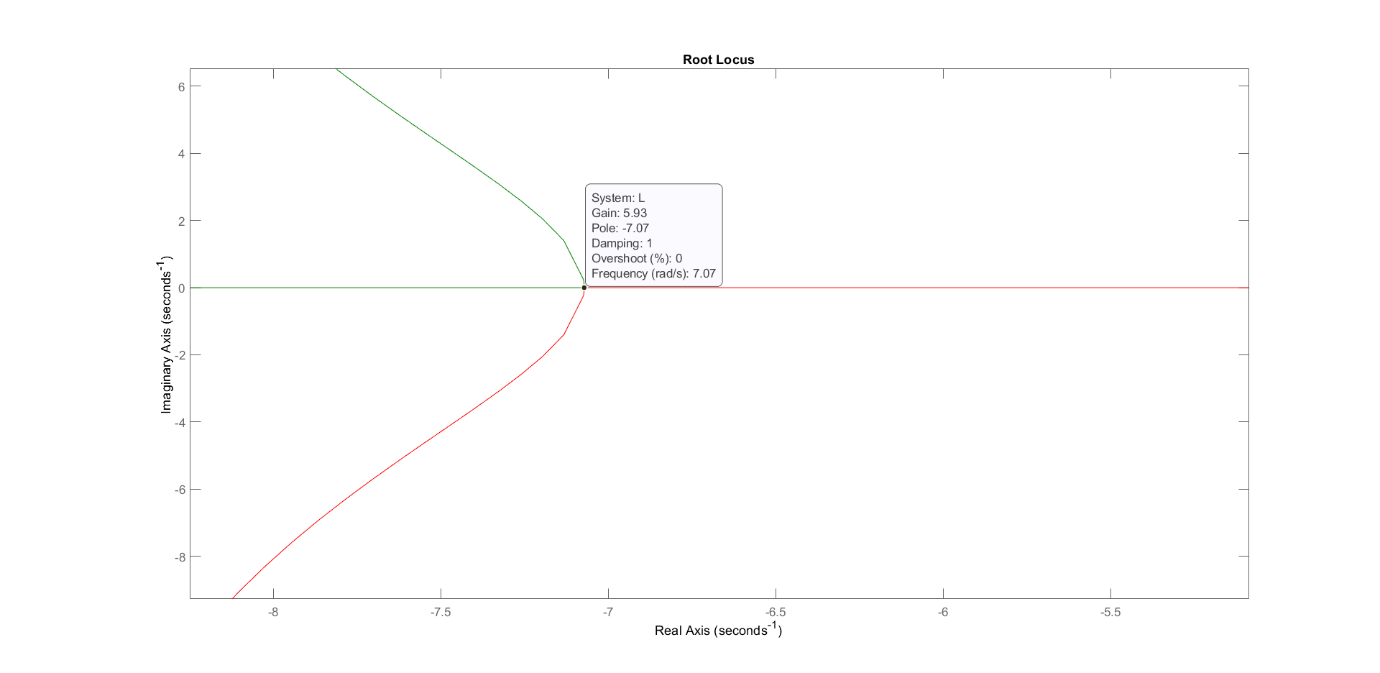 Root Locus
6
4
2
0
-2
-4
-6
-8
Imaginary Axis (seconds⁻¹)
System: L
Gain: 5.93
Pole: -7.07
Damping: 1
Overshoot (%): 0
Frequency (rad/s): 7.07
-8 -7.5 -7 -6.5 -6 -5.5
Real Axis (seconds⁻¹)